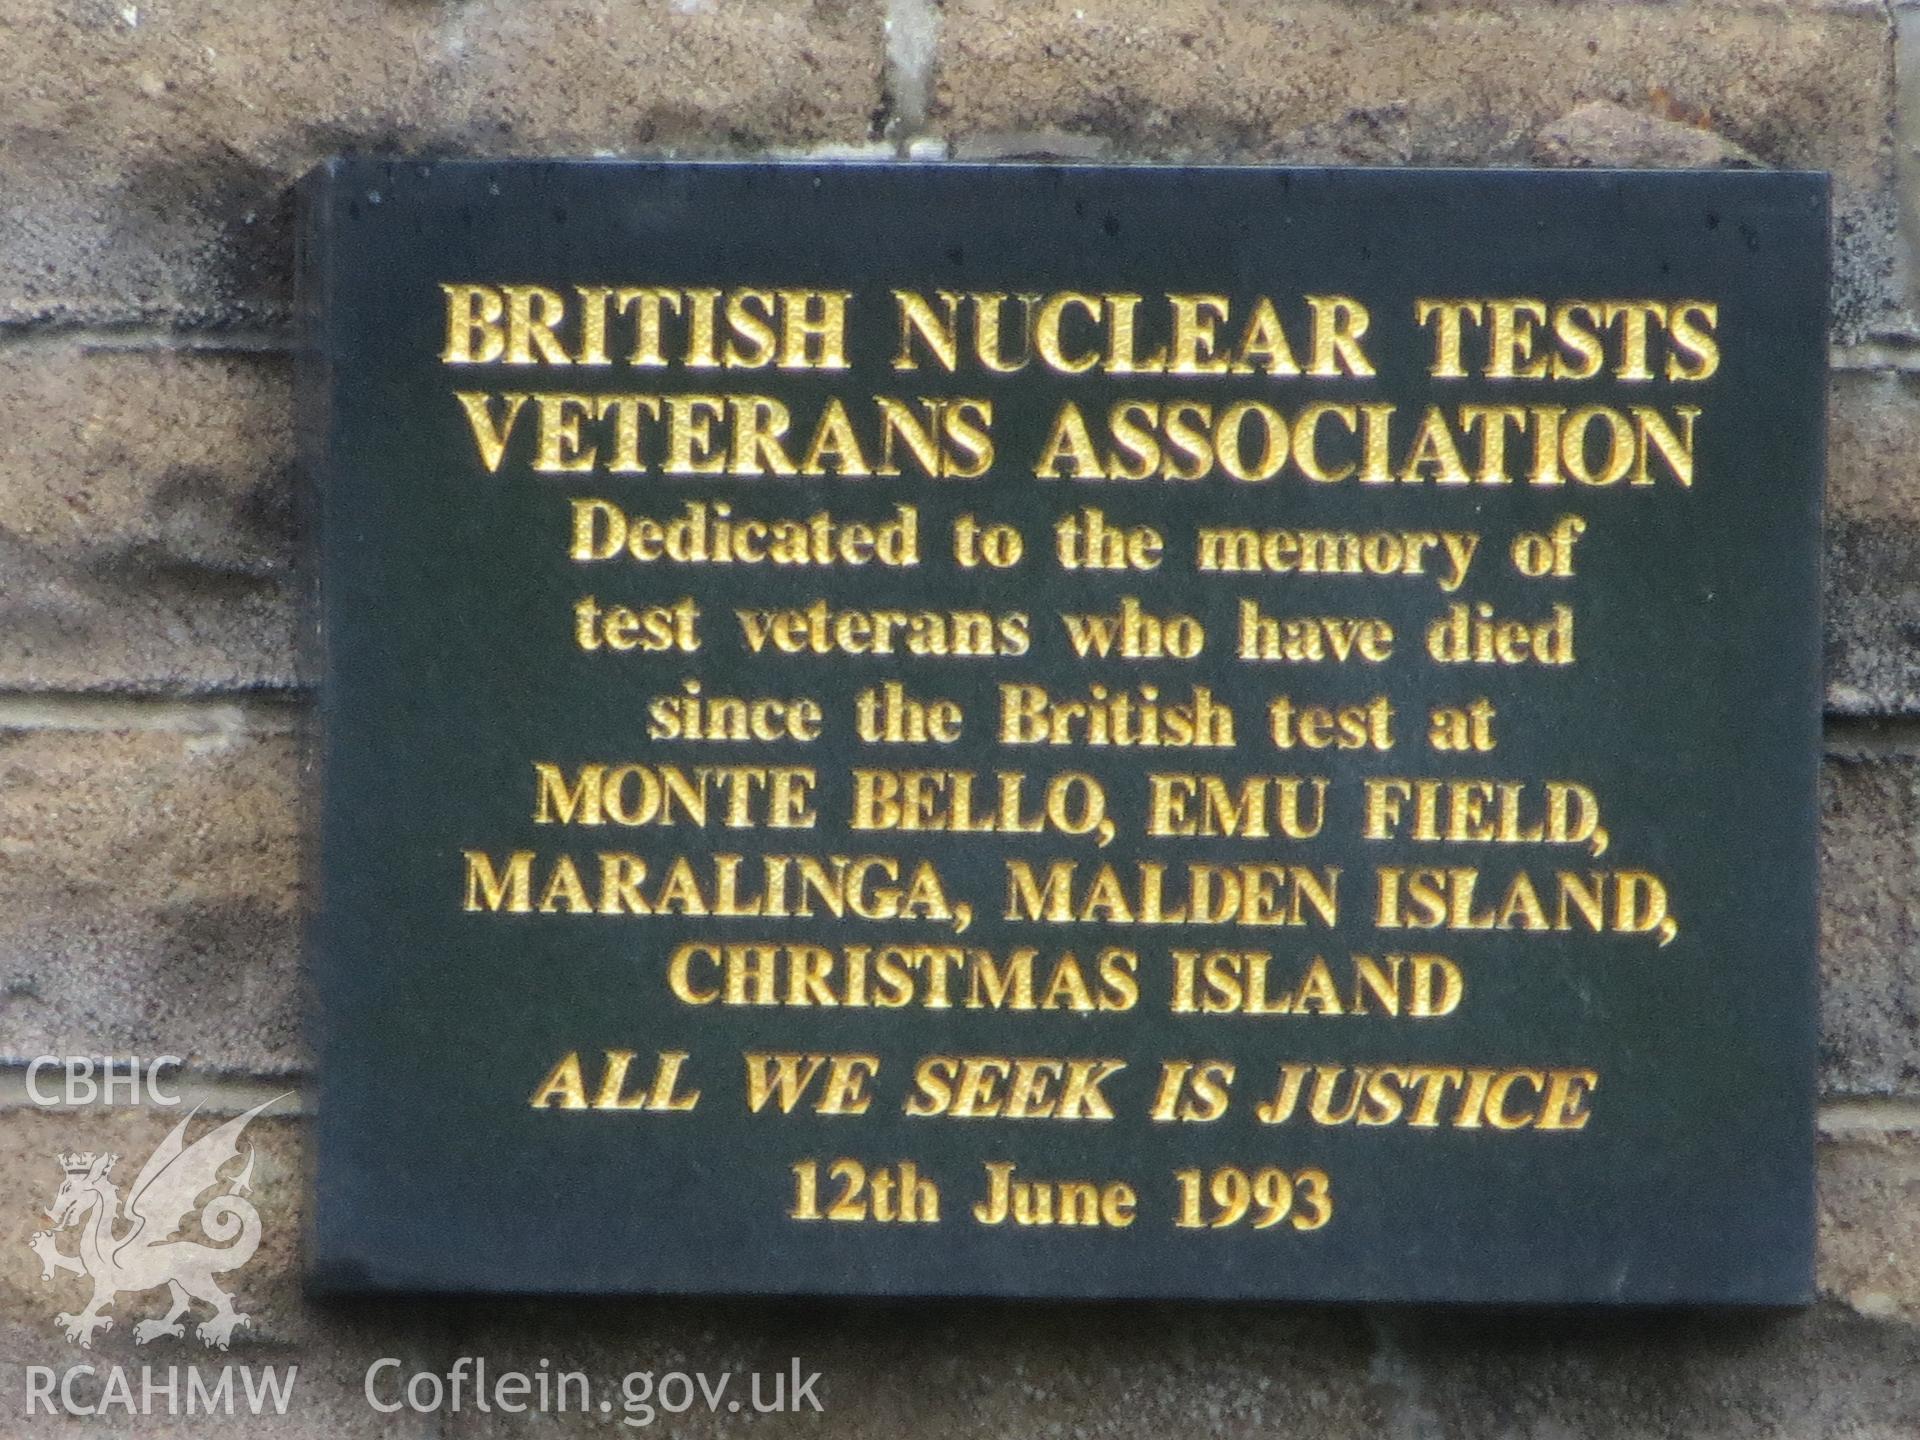 BRITISH NUCLEAR TESTS
VETERANS ASSOCIATION
Dedicated to the memory of
test veterans who have died
since the British test at
MONTE BELLO, EMU FIELD,
MARALINGA, MALDEN ISLAND,
CHRISTMAS ISLAND
ALL WE SEEK IS JUSTICE
12th June 1993
CBHC
RCAHMW Coflein.gov.uk